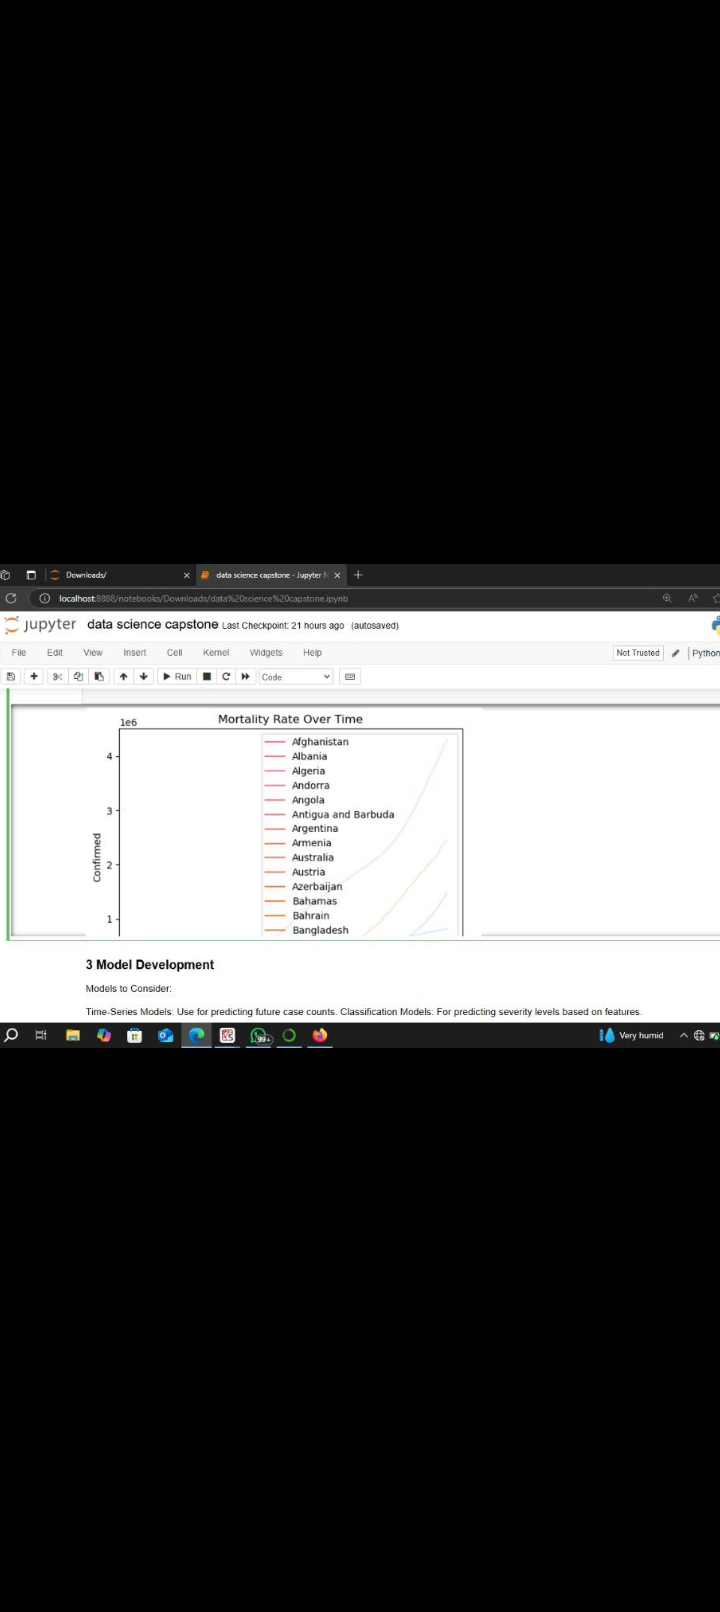 Downloads/
data science capstone - Jupyter
localhost:8888/notebooks/Downloads/data%20science%20capstone.ipynb
jupyter data science capstone Last Checkpoint: 21 hours ago (autosaved)
File Edit View Insert Cell Kernel Widgets Help Not Trusted Python
Run Code
Mortality Rate Over Time
1e6
Afghanistan
4
Albania
Algeria
Andorra
Angola
3
Antigua and Barbuda
Argentina
Armenia
Confirmed
Australia
2
Austria
Azerbaijan
Bahamas
1
Bahrain
Bangladesh
3 Model Development
Models to Consider:
Time-Series Models: Use for predicting future case counts. Classification Models: For predicting severity levels based on features.
99+ Very humid